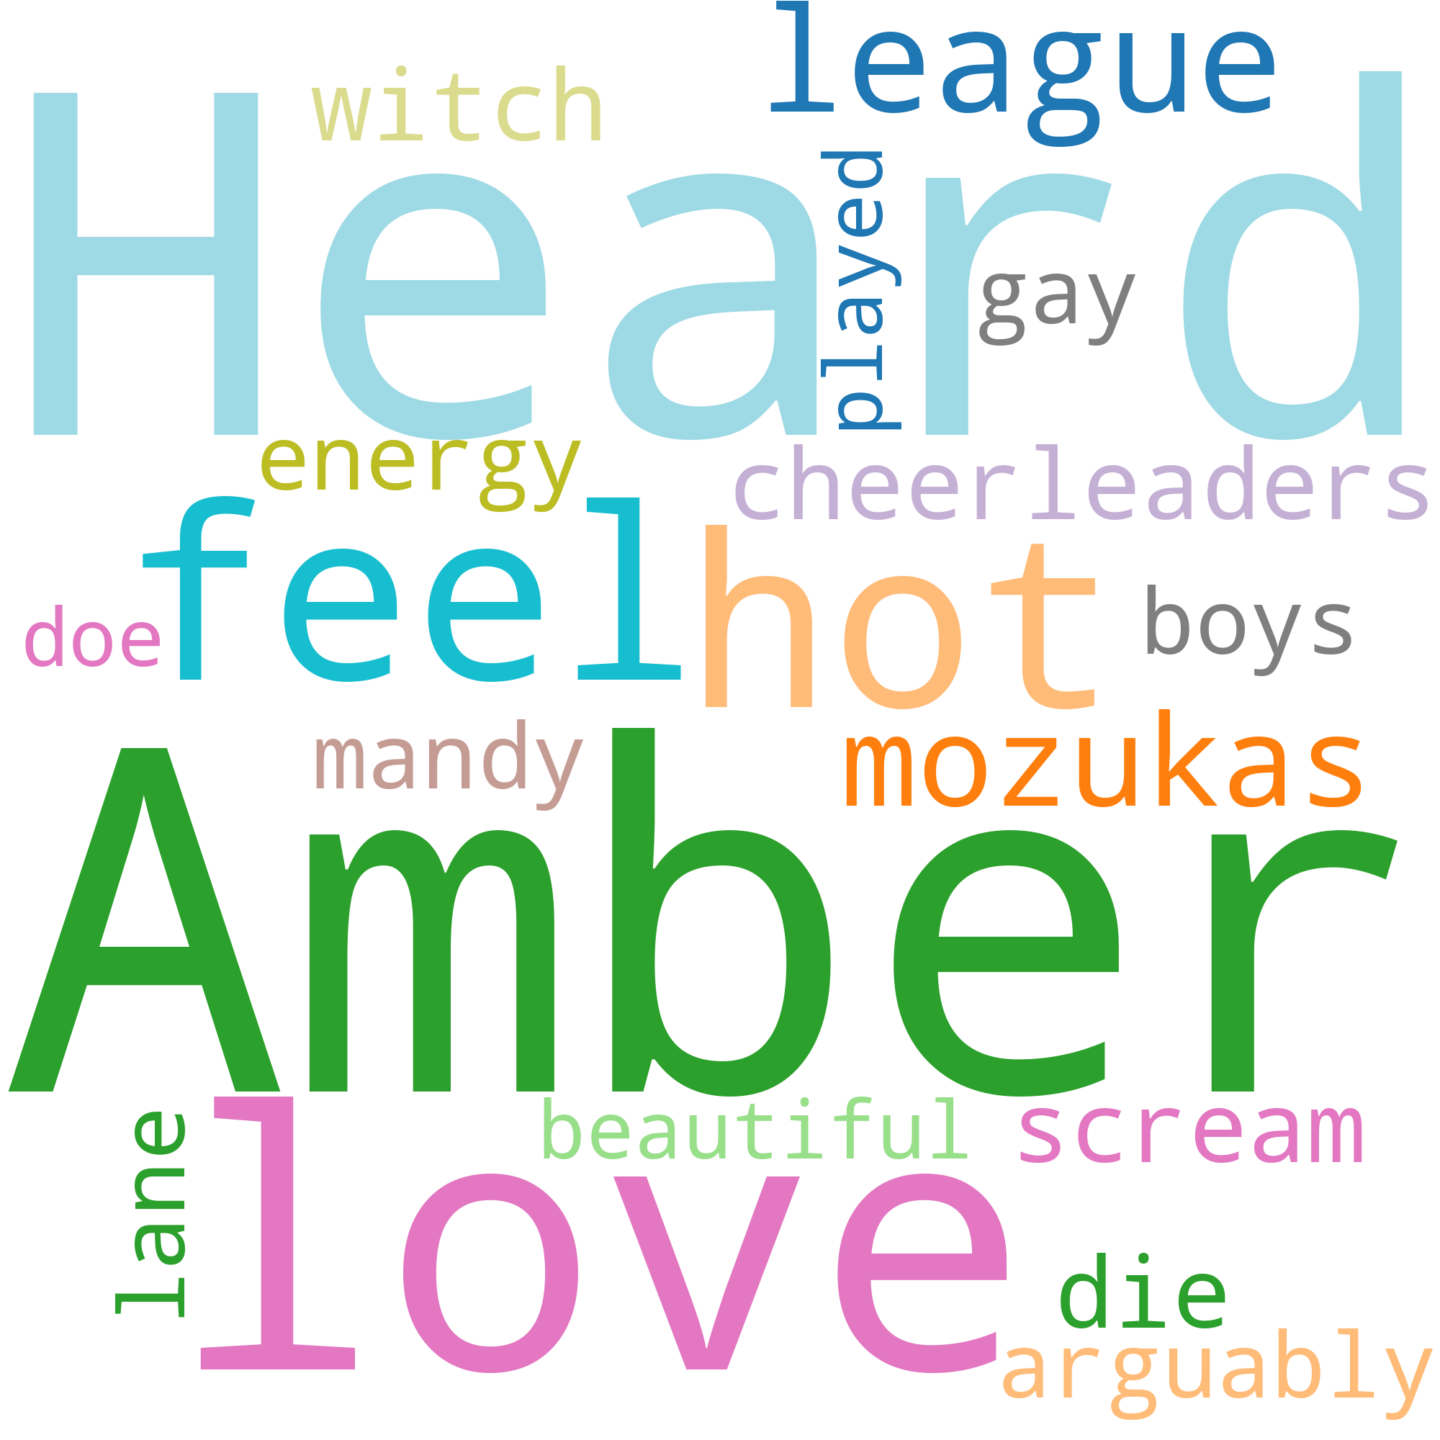 league
witch
Heard
played
gay
energy
cheerleaders
feel
hot
doe
boys
mandy
mozukas
Amber
lane
love
beautiful
scream
die
arguably